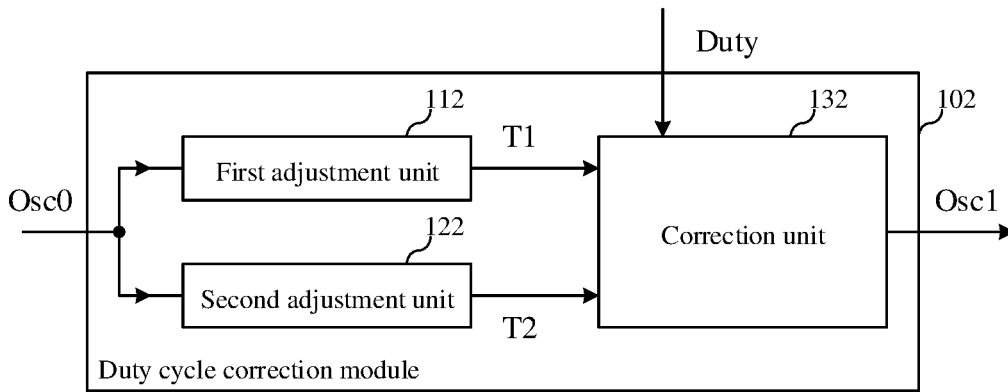 Duty
112
132
102
T1
First adjustment unit
Osc0
Osc1
122
Correction unit
Second adjustment unit
T2
Duty cycle correction module